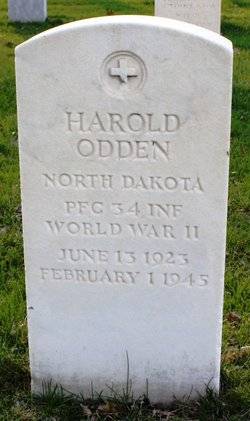 HAROLD
ODDEN
NORTH DAKOTA
PFC 34 INF
WORLD WAR II
JUNE 13 1923
FEBRUARY 1 1945